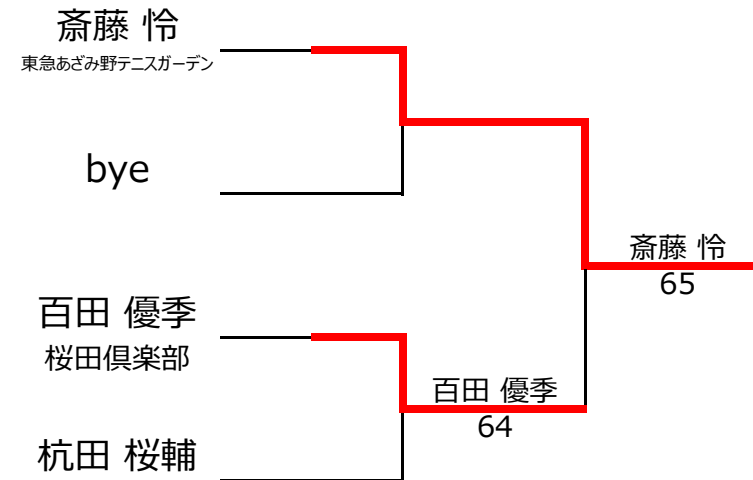 斎藤 怜
東急あざみ野テニスガーデン
bye
斎藤 怜
65
百田 優季
桜田倶楽部
百田 優季
64
杭田 桜輔